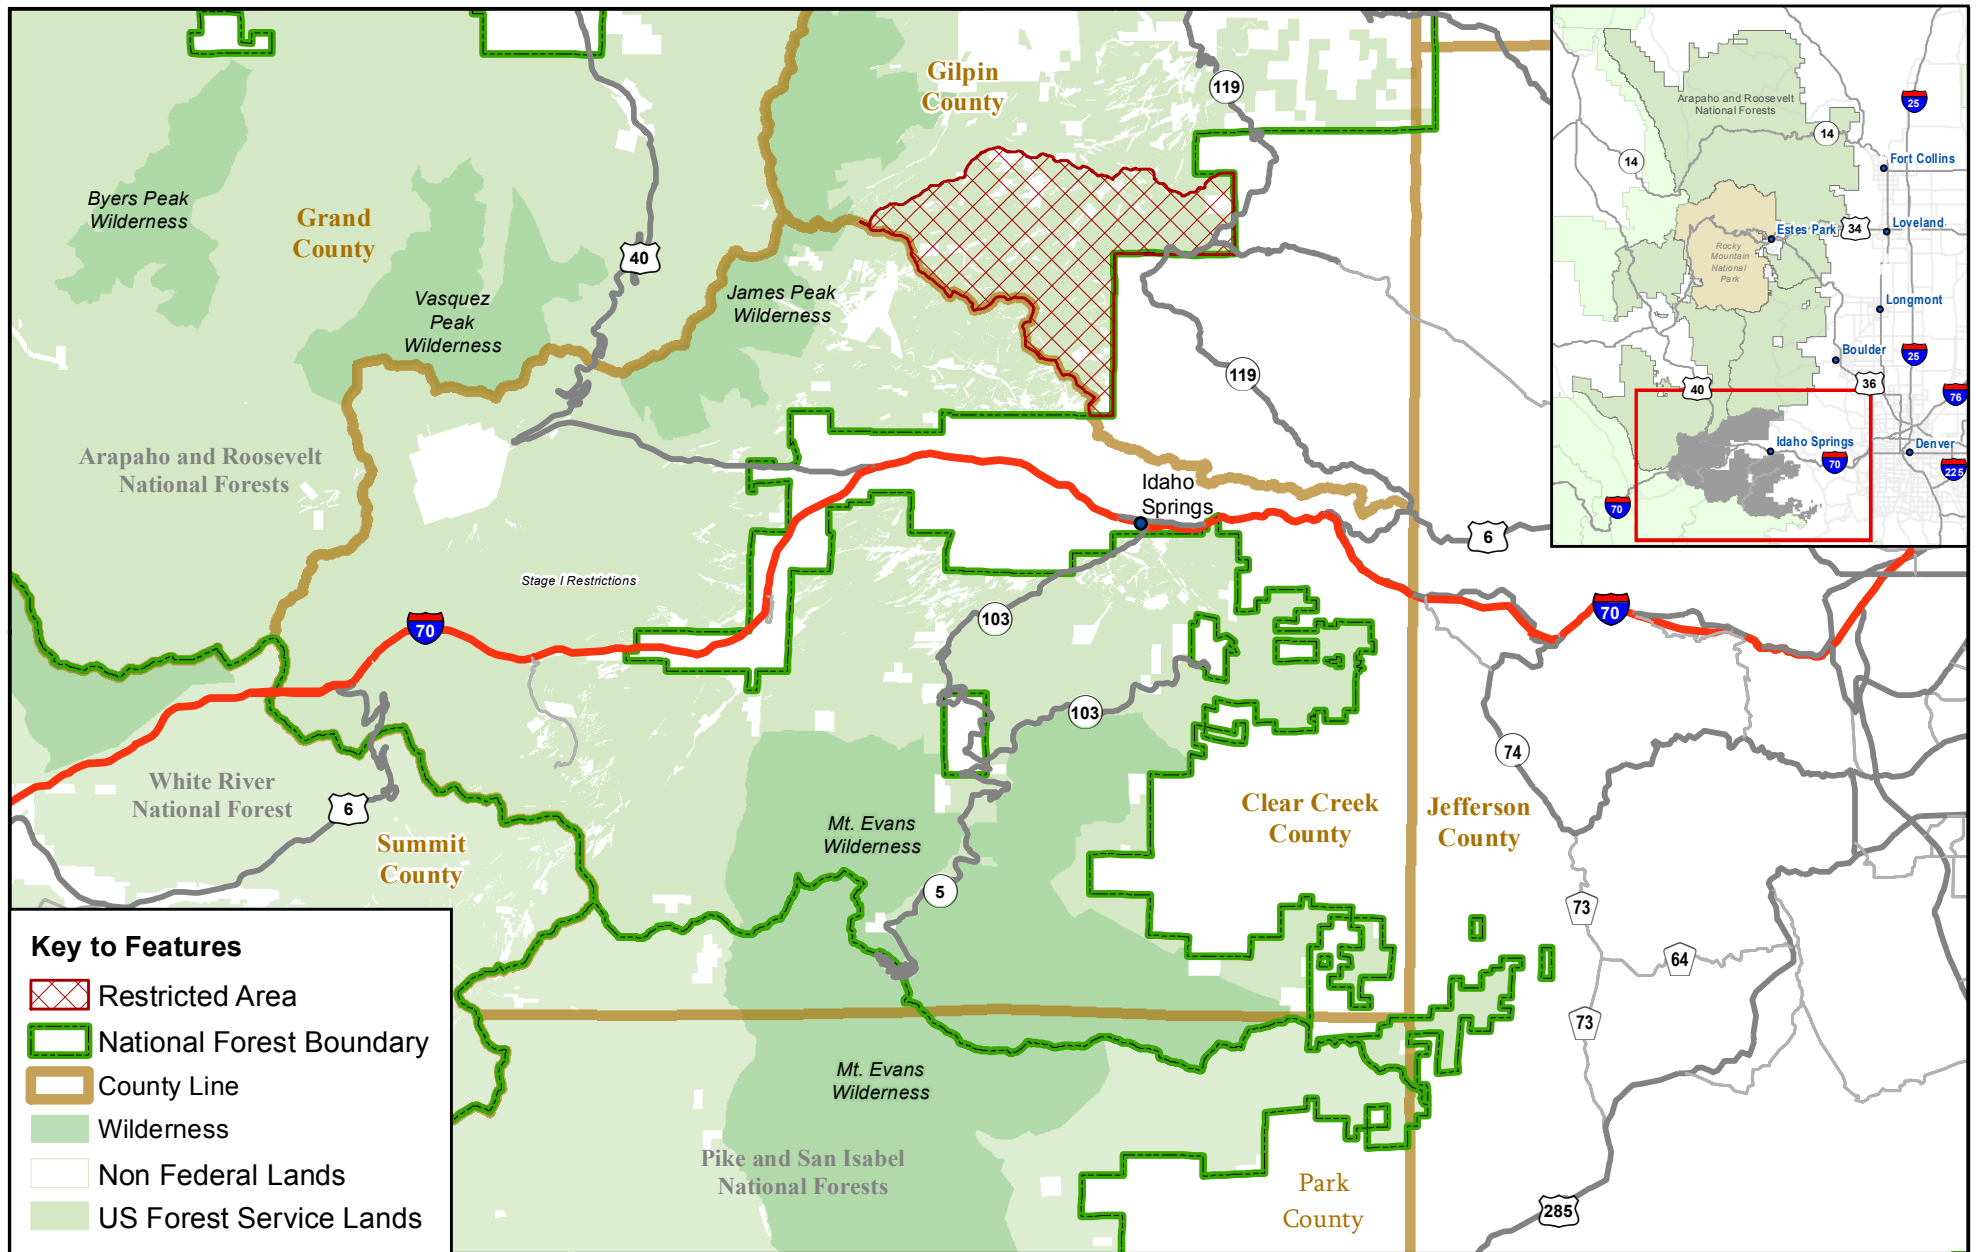 Gilpin
County
119
Byers Peak
Wilderness
Grand
County
40
Vasquez
Peak
Wilderness
James Peak
Wilderness
119
Arapaho and Roosevelt
National Forests
Idaho
Springs
6
Stage I Restrictions
70
103
70
103
74
White River
National Forest
6
Summit
County
Mt. Evans
Wilderness
Clear Creek
County
Jefferson
County
5
73
64
73
Mt. Evans
Wilderness
Pike and San Isabel
National Forests
Park
County
285
Key to Features
Restricted Area
National Forest Boundary
County Line
Wilderness
Non Federal Lands
US Forest Service Lands
Arapaho and Roosevelt
National Forests
25
14
14
Fort Collins
Loveland
34
Estes Park
Rocky
Mountain
National
Park
Longmont
Boulder
25
36
40
76
Idaho Springs
Denver
70
225
70